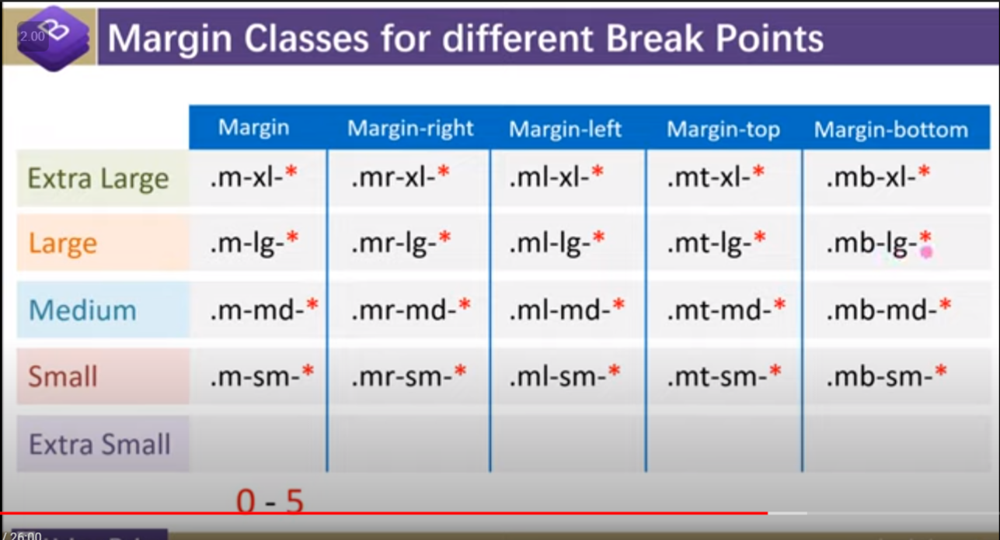 2.00
Margin Classes for different Break Points
Margin Margin-right Margin-left Margin-top Margin-bottom
Extra Large .m-xl-* .mr-xl-* .ml-xl-* .mt-xl-* .mb-xl-*
Large .m-lg-* .mr-lg-* .ml-lg-* .mt-lg-* .mb-lg-*
Medium .m-md-* .mr-md-* .ml-md-* .mt-md-* .mb-md-*
Small .m-sm-* .mr-sm-* .ml-sm-* .mt-sm-* .mb-sm-*
Extra Small
0 - 5
/ 26:00